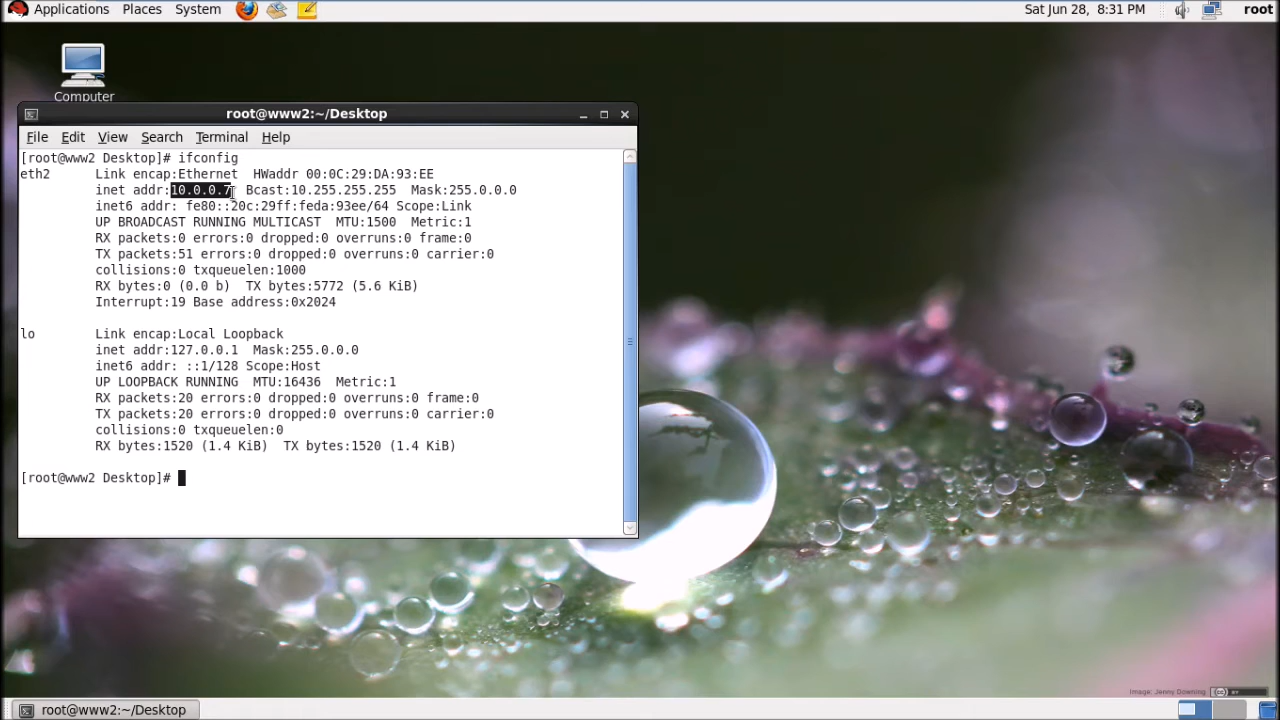 Applications Places System Sat Jun 28, 8:31 PM root
Computer
root@www2:~/Desktop
File Edit View Search Terminal Help
[root@www2 Desktop]# ifconfig
eth2 Link encap:Ethernet HWaddr 00:0C:29:DA:93:EE
inet addr:10.0.0.7 Bcast:10.255.255.255 Mask:255.0.0.0
inet6 addr: fe80::20c:29ff:feda:93ee/64 Scope:Link
UP BROADCAST RUNNING MULTICAST MTU:1500 Metric:1
RX packets:0 errors:0 dropped:0 overruns:0 frame:0
TX packets:51 errors:0 dropped:0 overruns:0 carrier:0
collisions:0 txqueuelen:1000
RX bytes:0 (0.0 b) TX bytes:5772 (5.6 KiB)
Interrupt:19 Base address:0x2024
lo Link encap:Local Loopback
inet addr:127.0.0.1 Mask:255.0.0.0
inet6 addr: ::1/128 Scope:Host
UP LOOPBACK RUNNING MTU:16436 Metric:1
RX packets:20 errors:0 dropped:0 overruns:0 frame:0
TX packets:20 errors:0 dropped:0 overruns:0 carrier:0
collisions:0 txqueuelen:0
RX bytes:1520 (1.4 KiB) TX bytes:1520 (1.4 KiB)
[root@www2 Desktop]#
Image: Jenny Downing
root@www2:~/Desktop